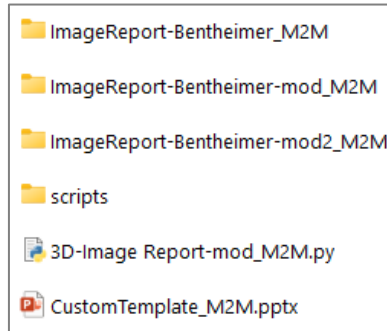 ImageReport-Bentheimer_M2M
ImageReport-Bentheimer-mod_M2M
ImageReport-Bentheimer-mod2_M2M
scripts
3D-Image Report-mod_M2M.py
CustomTemplate_M2M.pptx